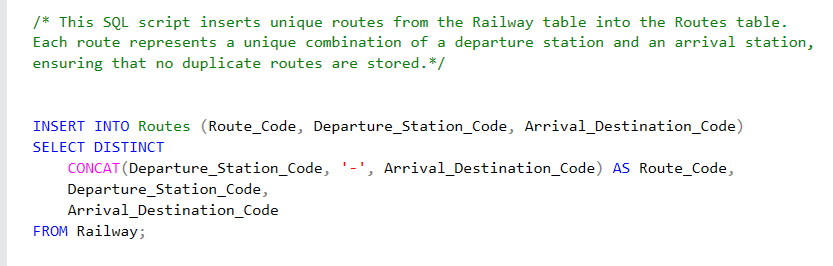 /* This SQL script inserts unique routes from the Railway table into the Routes table.
Each route represents a unique combination of a departure station and an arrival station,
ensuring that no duplicate routes are stored.*/
INSERT INTO Routes (Route_Code, Departure_Station_Code, Arrival_Destination_Code)
SELECT DISTINCT
    CONCAT(Departure_Station_Code, '-', Arrival_Destination_Code) AS Route_Code,
    Departure_Station_Code,
    Arrival_Destination_Code
FROM Railway;